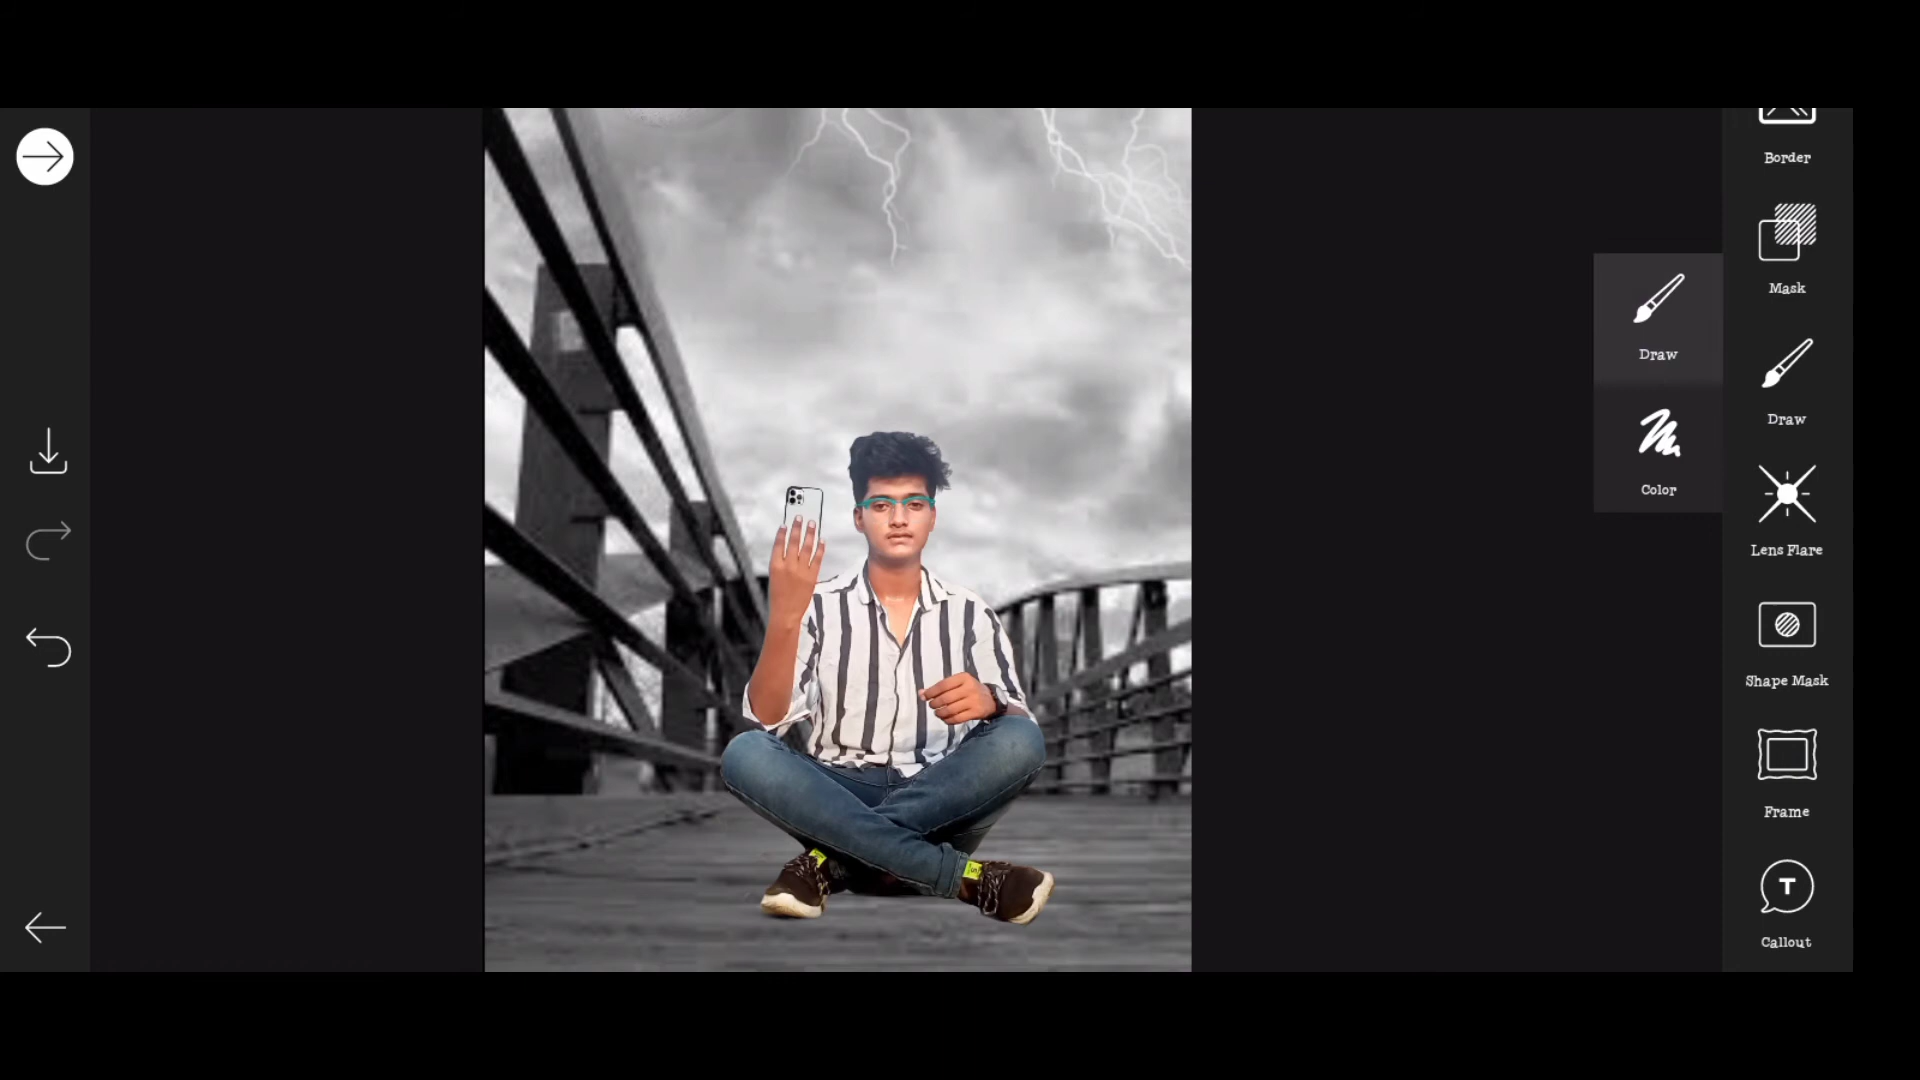 Border
Mask
Draw
Draw
Color
Lens Flare
Shape Mask
Frame
T
Callout